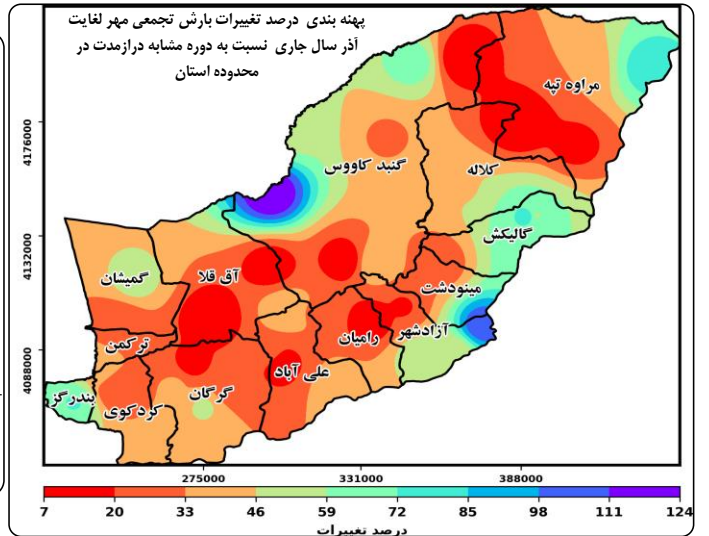 پهنه بندی درصد تغییرات بارش تجمعی مهر لغایت
آذر سال جاری نسبت به دوره مشابه درازمدت در
محدوده استان
مراوه تپه
گنبد کاووس
کلاله
گالیکش
گمیشان
آق قلا
مینودشت
ترکمن
رامیان
آزادشهر
علی آباد
بندرگز
کردکوی
گرگان
4176000
4132000
4088000
275000 331000 388000
7 20 33 46 59 72 85 98 111 124
درصد تغییرات